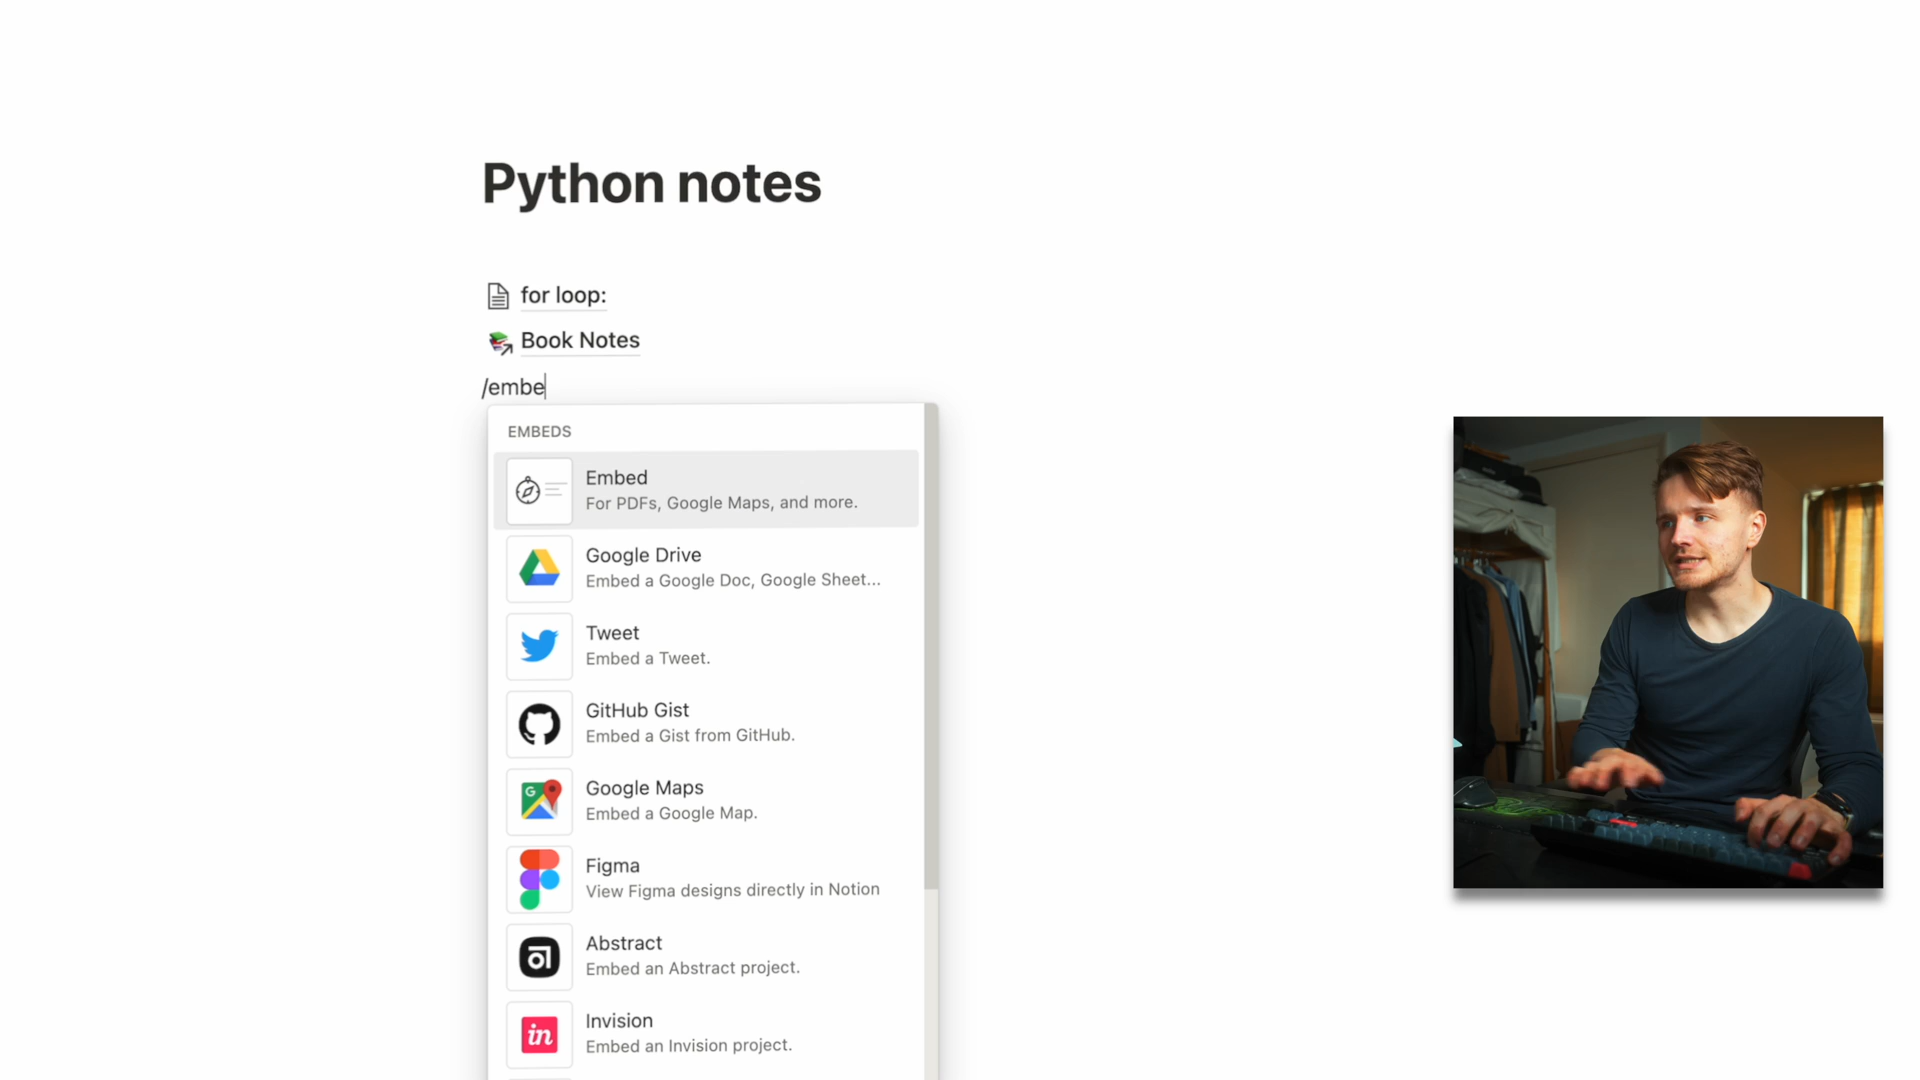 Python notes
for loop:
Book Notes
/embe
EMBEDS
Embed
For PDFs, Google Maps, and more.
Google Drive
Embed a Google Doc, Google Sheet...
Tweet
Embed a Tweet.
GitHub Gist
Embed a Gist from GitHub.
G
Google Maps
Embed a Google Map.
Figma
View Figma designs directly in Notion
Abstract
Embed an Abstract project.
in
Invision
Embed an Invision project.